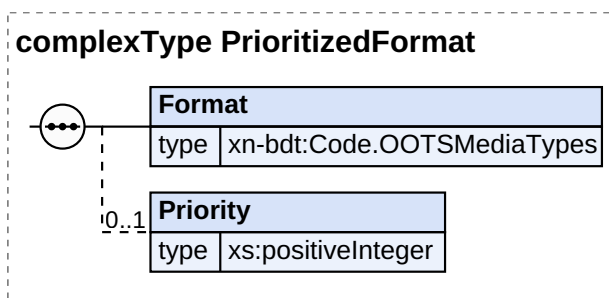 complexType PrioritizedFormat
Format
type xn-bdt:Code.OOTSMediaTypes
0..1
Priority
type xs:positiveInteger